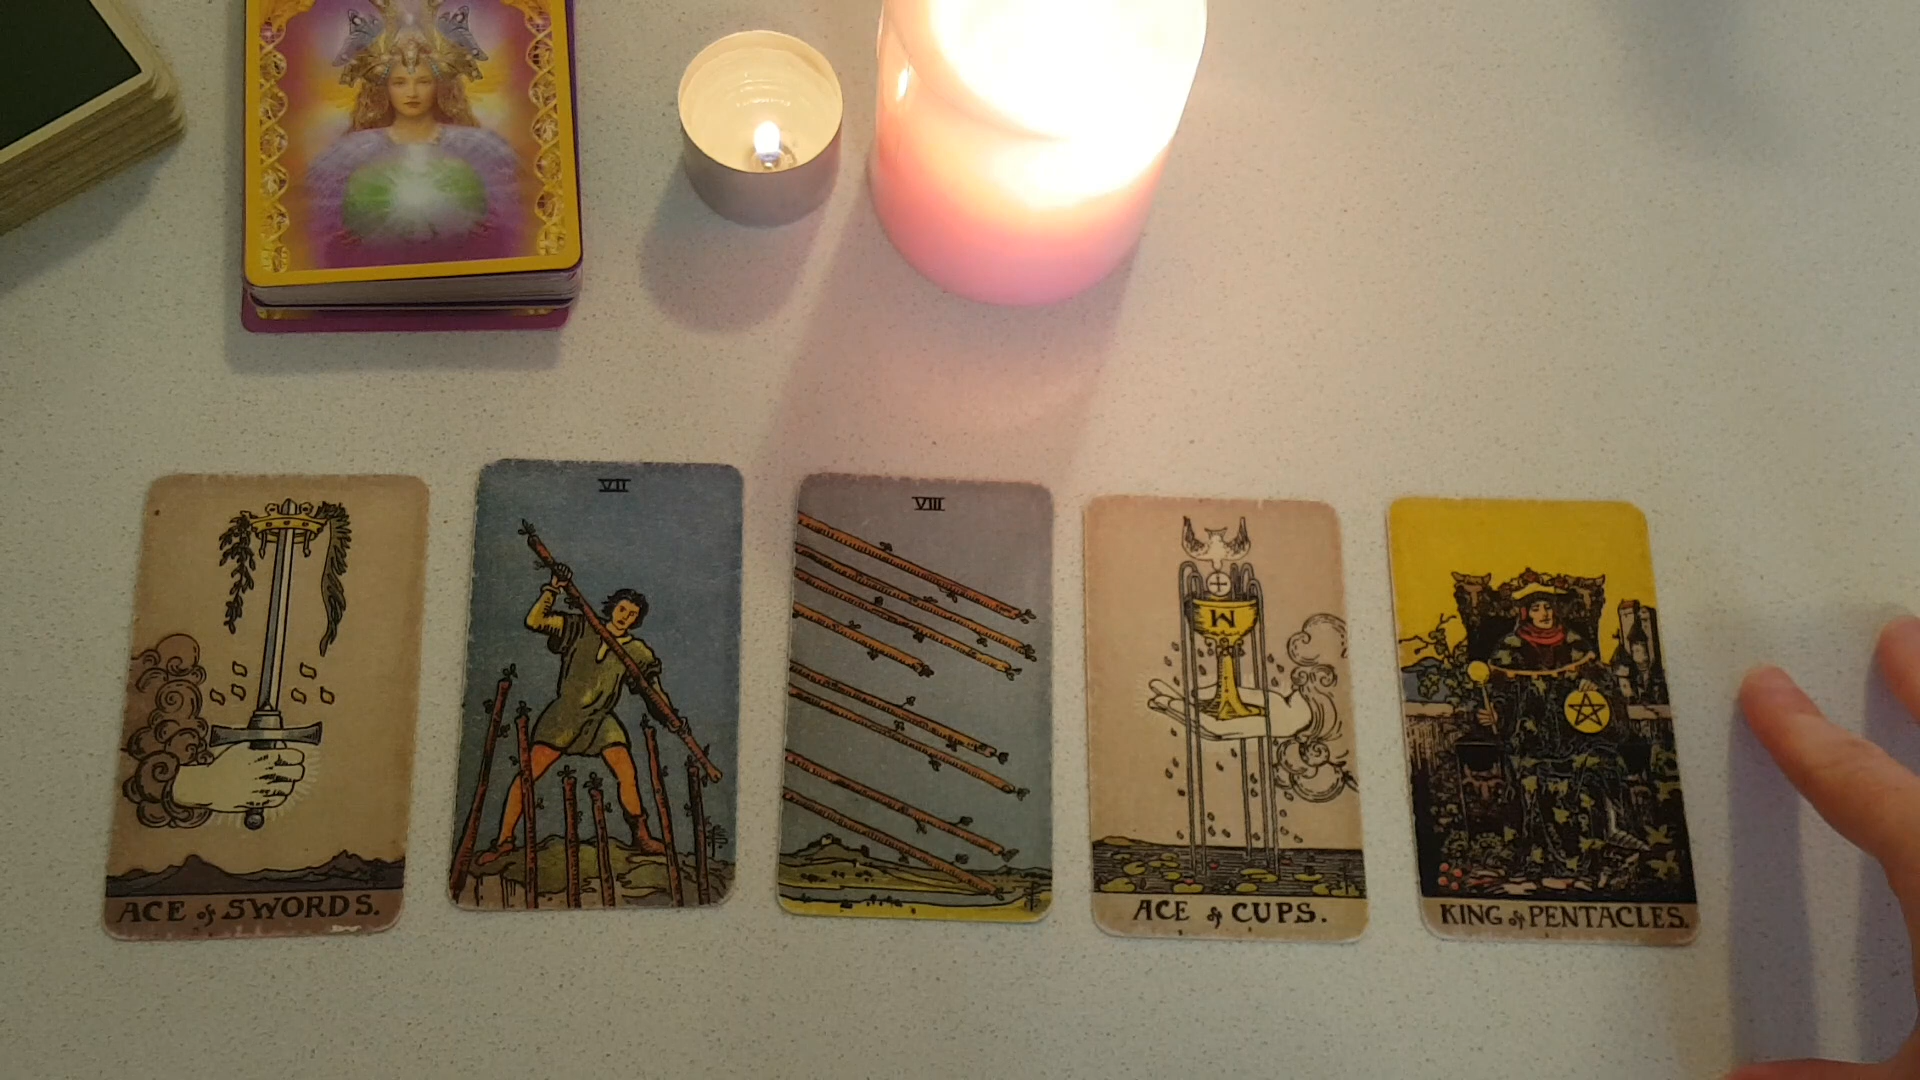 VII
VIII
M
ACE of SWORDS.
ACE of CUPS.
KING of PENTACLES.